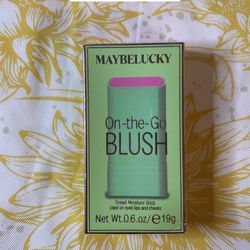 MAYBELUCKY
On-the-Go
BLUSH
Tinted Moisture Stick
Used on eyes lips and cheeks
Net Wt.0.6.oz/℮19g